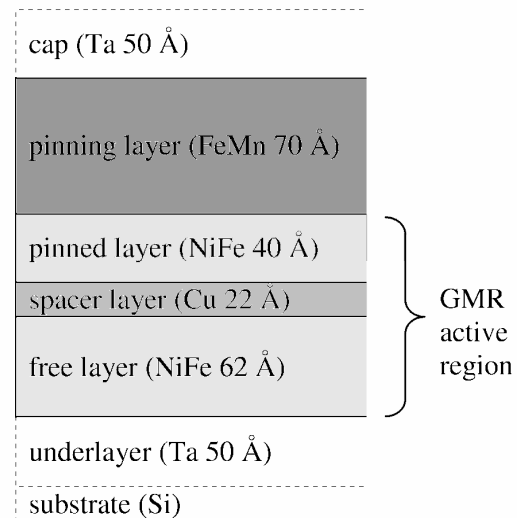 cap (Ta 50 Å)
pinning layer (FeMn 70 Å)
pinned layer (NiFe 40 Å)
spacer layer (Cu 22 Å)
free layer (NiFe 62 Å)
GMR
active
region
underlayer (Ta 50 Å)
substrate (Si)